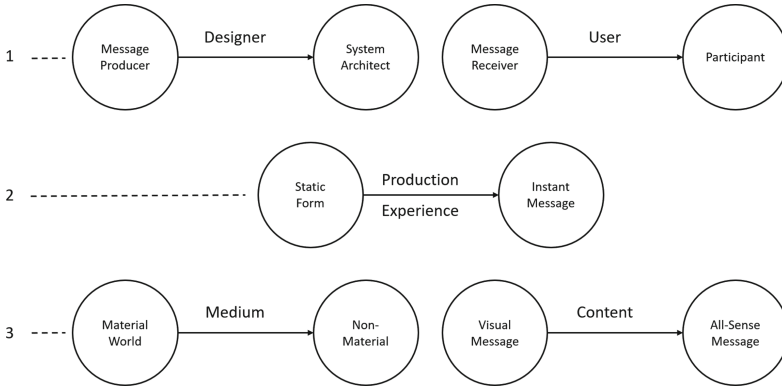 1
Message
Producer
Designer
System
Architect
Message
Receiver
User
Participant
2
Static
Form
Production
Experience
Instant
Message
3
Material
World
Medium
Non-
Material
Visual
Message
Content
All-Sense
Message